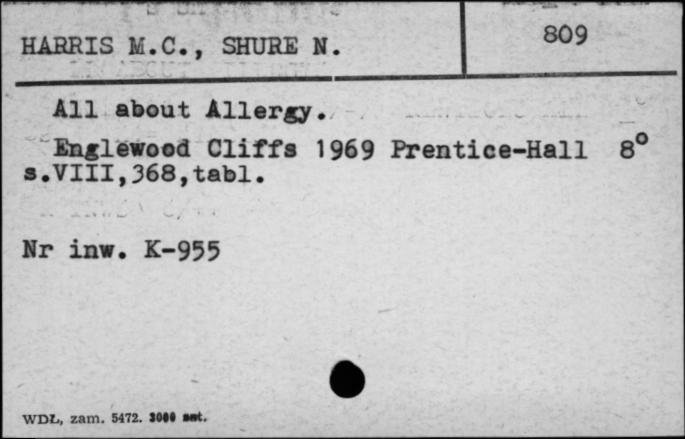 HARRIS M.C., SHURE N.
809
All about Allergy.
Englewood Cliffs 1969 Prentice-Hall 8°
s.VIII,368,tabl.
Nr inw. K-955
WDL, zam. 5472. 3000